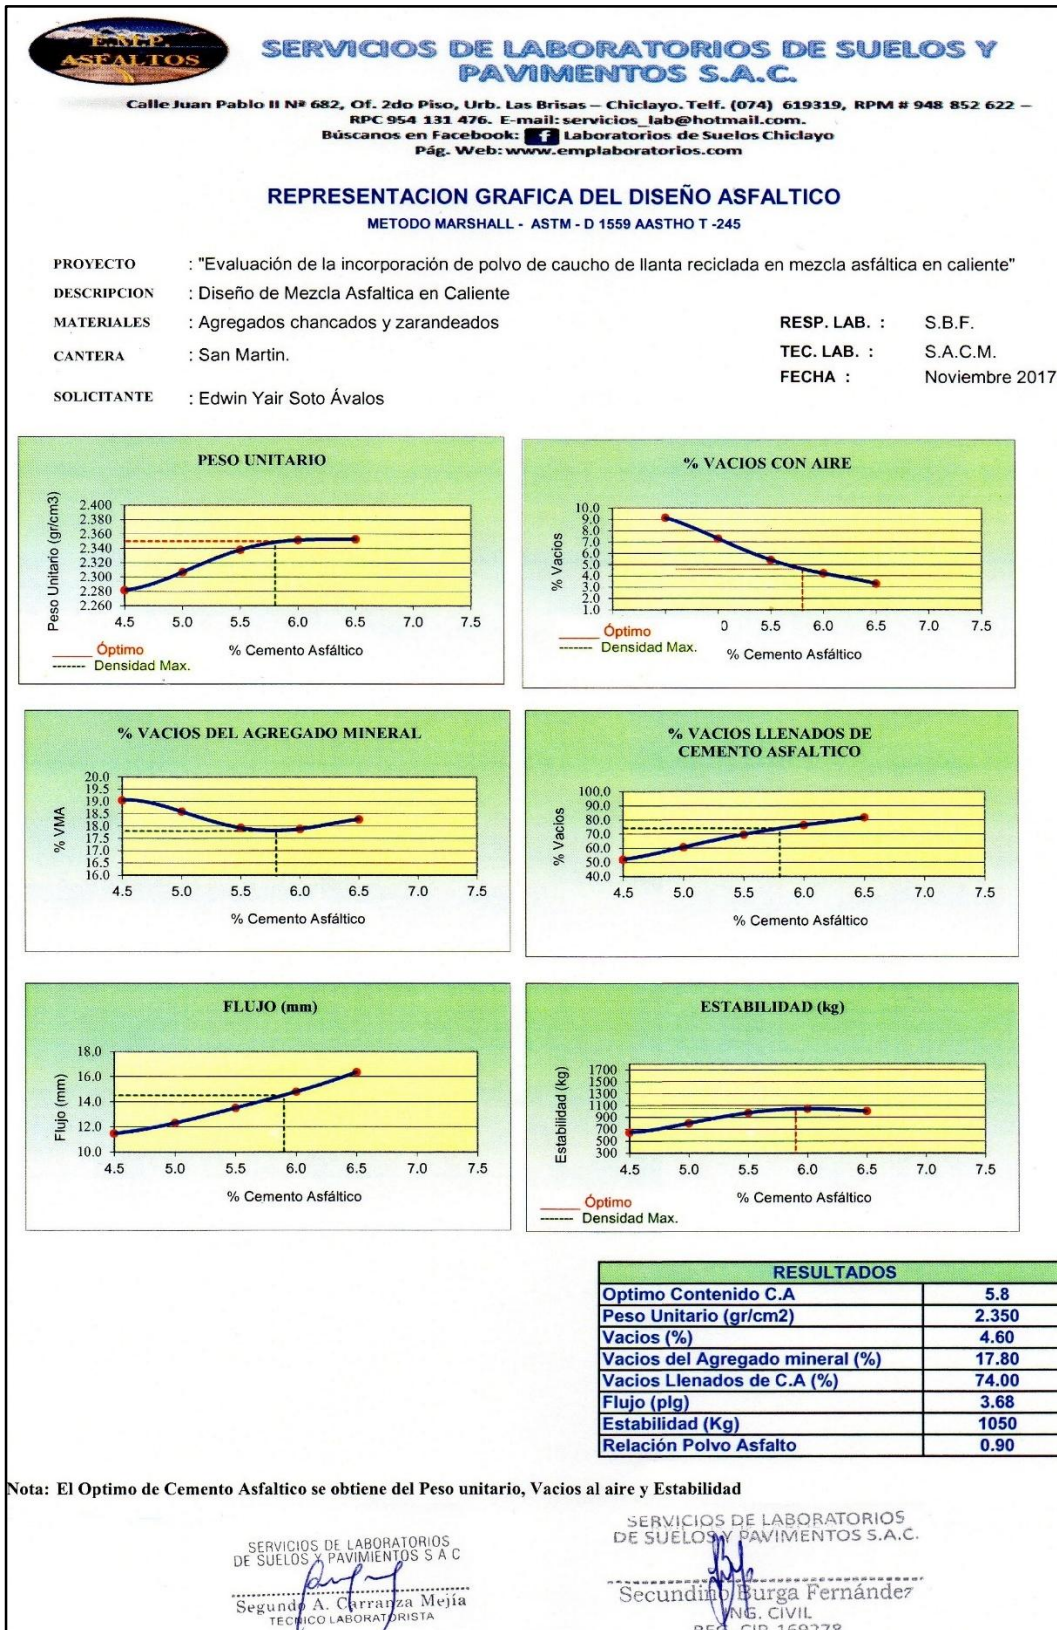 E.M.P.
ASFALTOS
SERVICIOS DE LABORATORIOS DE SUELOS Y
PAVIMENTOS S.A.C.
Calle Juan Pablo II Nª 682, Of. 2do Piso, Urb. Las Brisas – Chiclayo. Telf. (074) 619319, RPM # 948 852 622 –
RPC 954 131 476. E-mail: servicios_lab@hotmail.com.
Búscanos en Facebook: f Laboratorios de Suelos Chiclayo
Pág. Web: www.emplaboratorios.com
REPRESENTACION GRAFICA DEL DISEÑO ASFALTICO
METODO MARSHALL - ASTM - D 1559 AASTHO T -245
PROYECTO : "Evaluación de la incorporación de polvo de caucho de llanta reciclada en mezcla asfáltica en caliente"
DESCRIPCION : Diseño de Mezcla Asfaltica en Caliente
MATERIALES : Agregados chancados y zarandeados
RESP. LAB. : S.B.F.
CANTERA : San Martin.
TEC. LAB. : S.A.C.M.
FECHA : Noviembre 2017
SOLICITANTE : Edwin Yair Soto Ávalos
PESO UNITARIO
Peso Unitario (gr/cm3)
2.400
2.380
2.360
2.340
2.320
2.300
2.280
2.260
4.5 5.0 5.5 6.0 6.5 7.0 7.5
% Cemento Asfáltico
Óptimo
Densidad Max.
% VACIOS CON AIRE
% Vacios
10.0
9.0
8.0
7.0
6.0
5.0
4.0
3.0
2.0
1.0
0 5.5 6.0 6.5 7.0 7.5
% Cemento Asfáltico
Óptimo
Densidad Max.
% VACIOS DEL AGREGADO MINERAL
% VMA
20.0
19.5
19.0
18.5
18.0
17.5
17.0
16.5
16.0
4.5 5.0 5.5 6.0 6.5 7.0 7.5
% Cemento Asfáltico
% VACIOS LLENADOS DE
CEMENTO ASFALTICO
% Vacios
100.0
90.0
80.0
70.0
60.0
50.0
40.0
4.5 5.0 5.5 6.0 6.5 7.0 7.5
% Cemento Asfáltico
FLUJO (mm)
Flujo (mm)
18.0
16.0
14.0
12.0
10.0
4.5 5.0 5.5 6.0 6.5 7.0 7.5
% Cemento Asfáltico
ESTABILIDAD (kg)
Estabilidad (kg)
1700
1500
1300
1100
900
700
500
300
4.5 5.0 5.5 6.0 6.5 7.0 7.5
% Cemento Asfáltico
Óptimo
Densidad Max.
RESULTADOS
Optimo Contenido C.A 5.8
Peso Unitario (gr/cm2) 2.350
Vacios (%) 4.60
Vacios del Agregado mineral (%) 17.80
Vacios Llenados de C.A (%) 74.00
Flujo (plg) 3.68
Estabilidad (Kg) 1050
Relación Polvo Asfalto 0.90
Nota: El Optimo de Cemento Asfaltico se obtiene del Peso unitario, Vacios al aire y Estabilidad
SERVICIOS DE LABORATORIOS
DE SUELOS Y PAVIMIENTOS S A C
Segundo A. Carranza Mejía
TECNICO LABORATORISTA
SERVICIOS DE LABORATORIOS
DE SUELOS Y PAVIMENTOS S.A.C.
Secundino Burga Fernández
ING. CIVIL
REG. CIP 169278